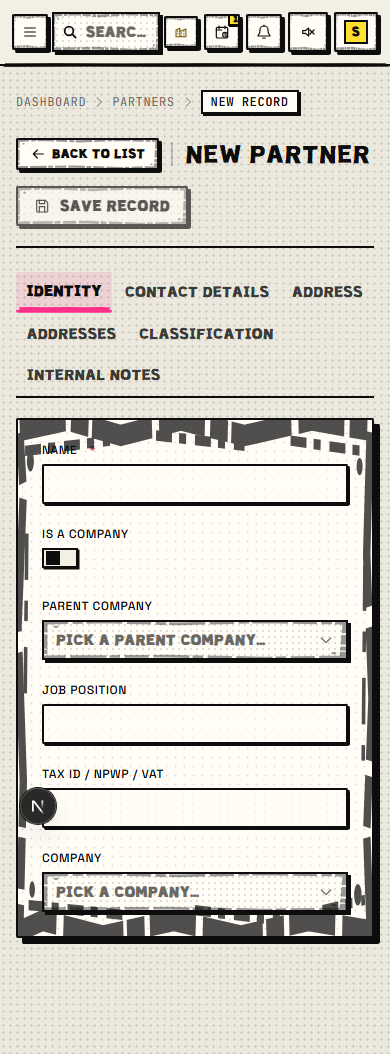 SEARC…
1
S
DASHBOARD > PARTNERS > NEW RECORD
← BACK TO LIST
NEW PARTNER
SAVE RECORD
IDENTITY
CONTACT DETAILS
ADDRESS
ADDRESSES
CLASSIFICATION
INTERNAL NOTES
NAME *
IS A COMPANY
PARENT COMPANY
PICK A PARENT COMPANY…
JOB POSITION
TAX ID / NPWP / VAT
N
COMPANY
PICK A COMPANY…